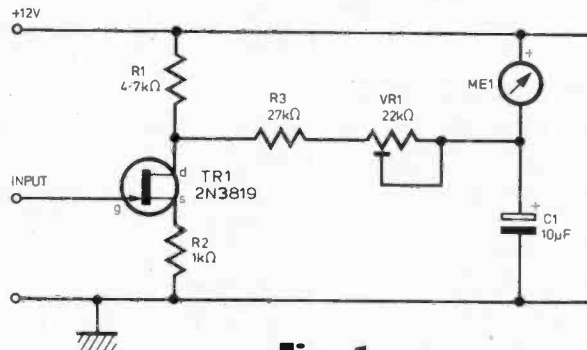 +12V
R1
4·7kΩ
+
ME1
R3
27kΩ
VR1
22kΩ
d
TR1
2N3819
INPUT
g
s
+
C1
10µF
R2
1kΩ